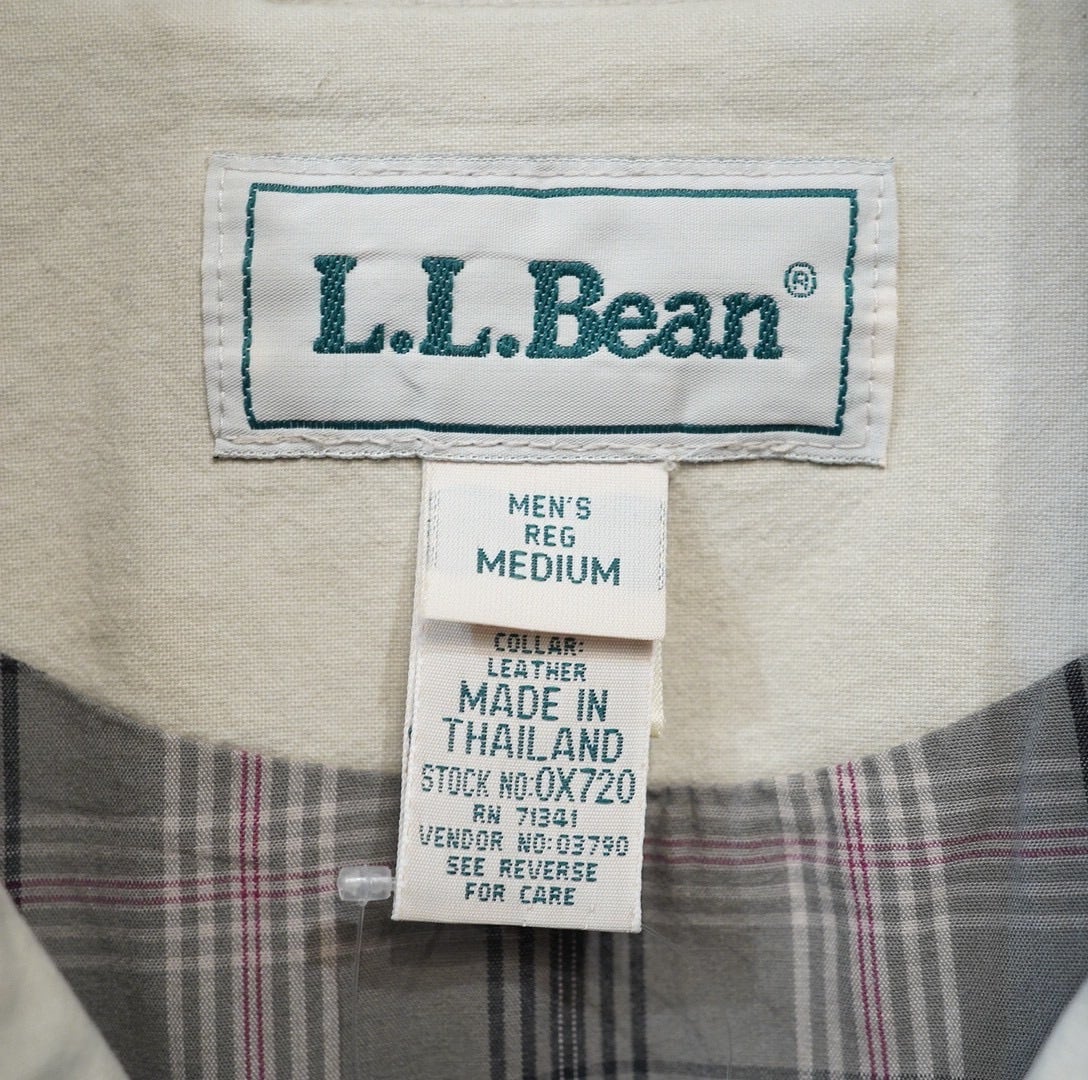 L.L.Bean®
MEN'S
REG
MEDIUM
COLLAR:
LEATHER
MADE IN
THAILAND
STOCK NO:0X720
RN 71341
VENDOR NO:03790
SEE REVERSE
FOR CARE